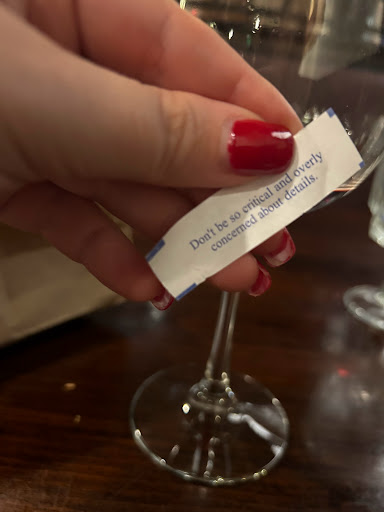 Don't be so critical and overly
concerned about details.